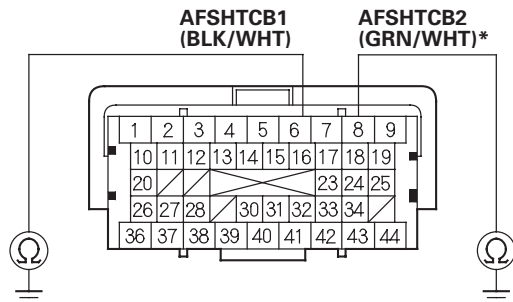 AFSHTCB1 AFSHTCB2
(BLK/WHT) (GRN/WHT)*
1 2 3 4 5 6 7 8 9
10 11 12 13 14 15 16 17 18 19
20 23 24 25
26 27 28 30 31 32 33 34
36 37 38 39 40 41 42 43 44
Ω Ω